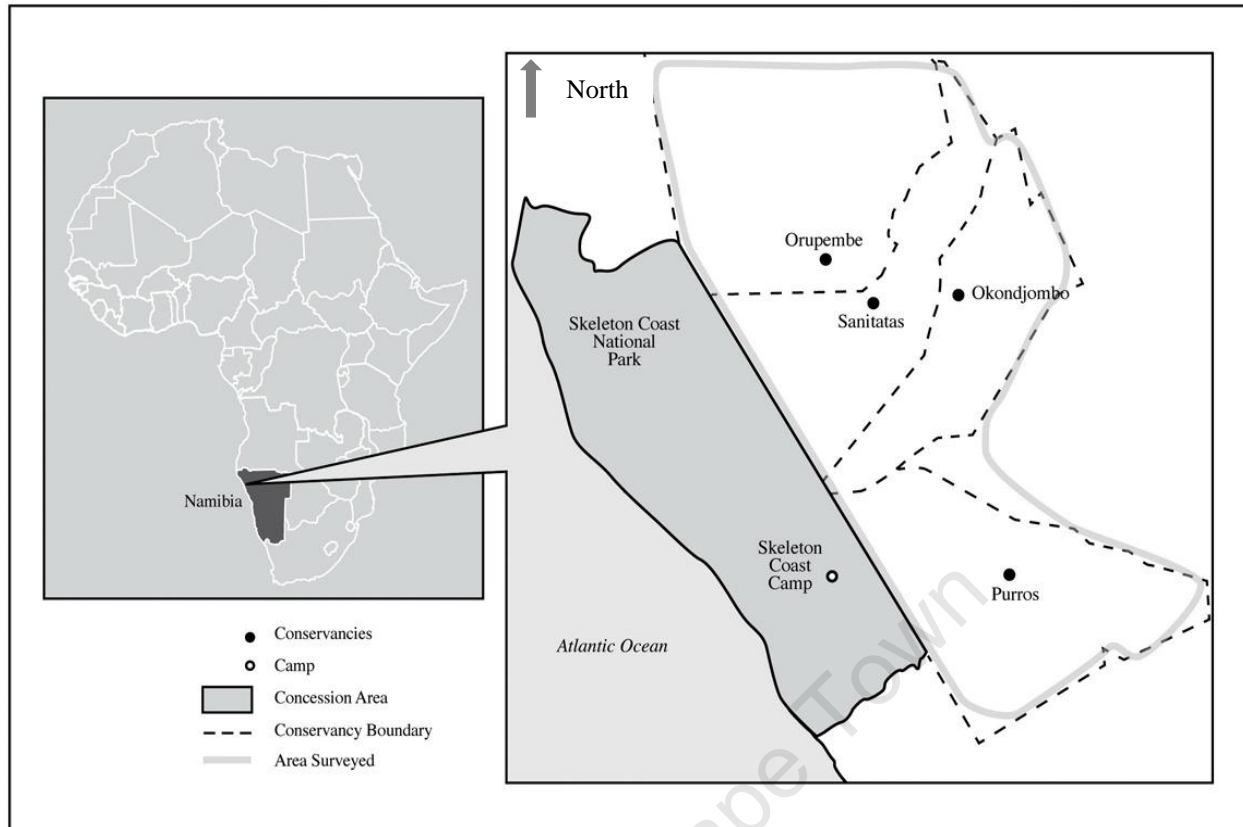 North
Orupembe
Okondjombo
Sanitatas
Skeleton Coast
National
Park
Namibia
Skeleton
Coast
Camp
Purros
Atlantic Ocean
Conservancies
Camp
Concession Area
Conservancy Boundary
Area Surveyed
Town